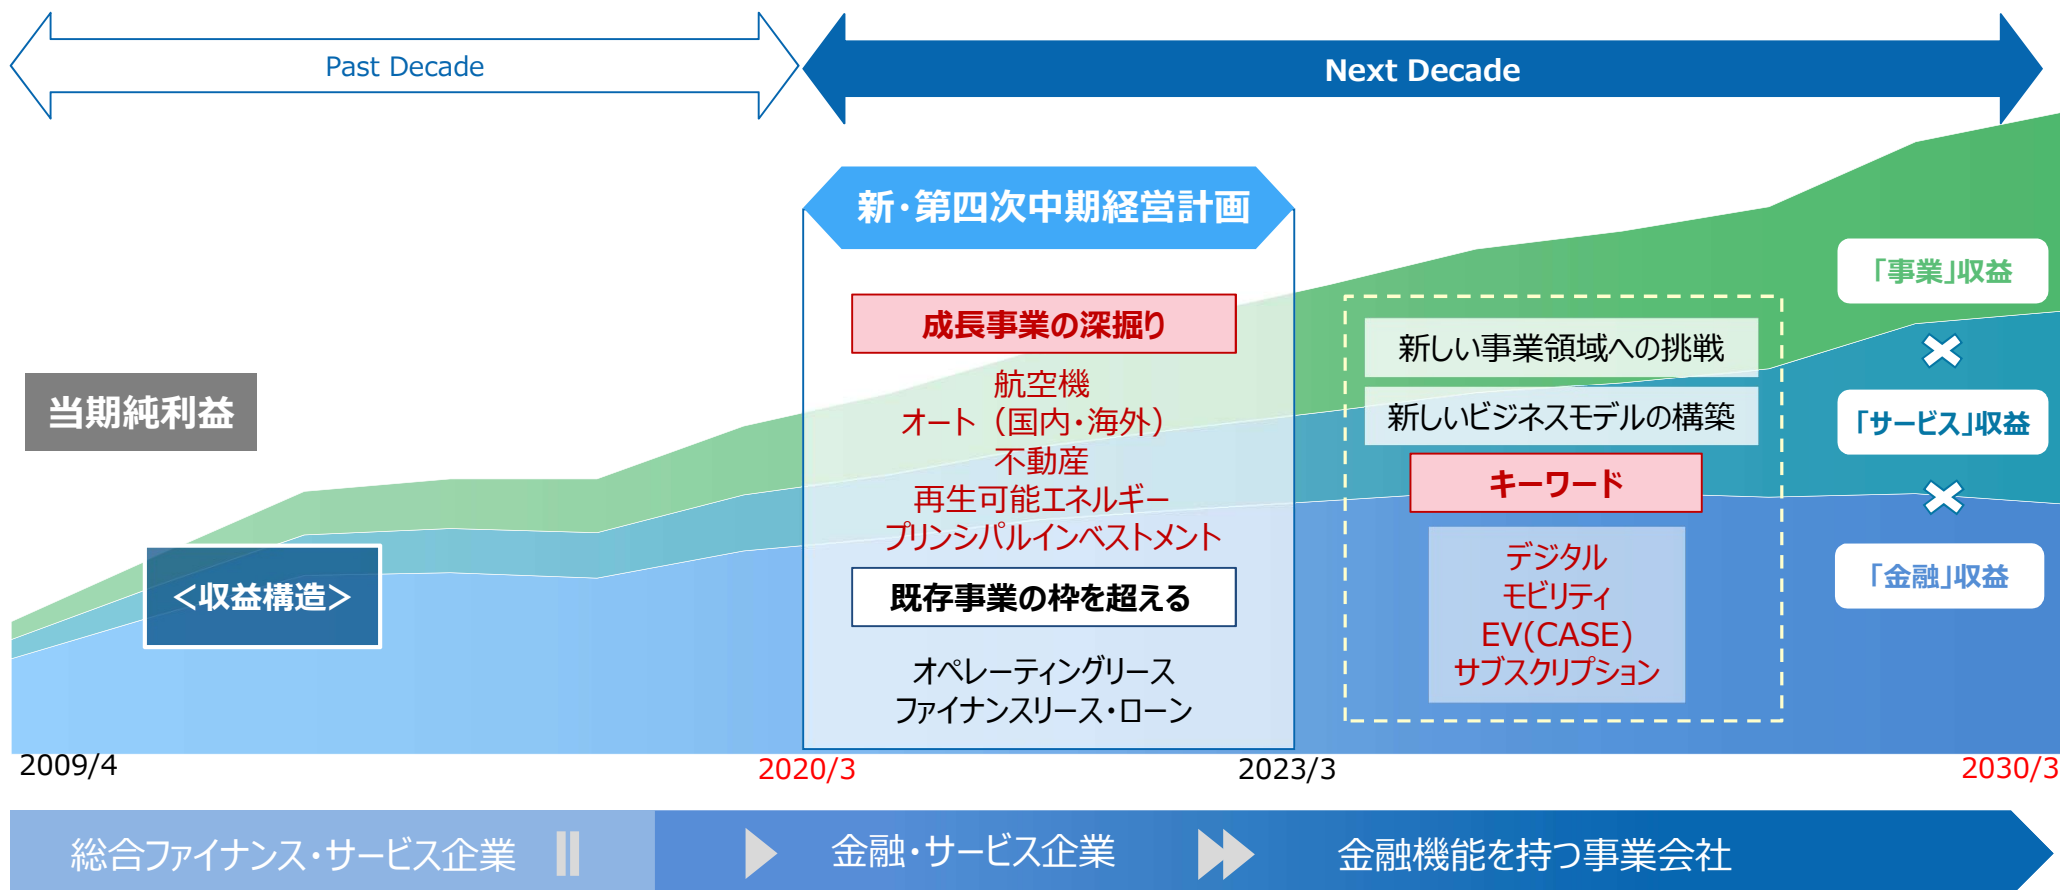 Past Decade
Next Decade
新・第四次中期経営計画
成長事業の深掘り
航空機
オート（国内・海外）
不動産
再生可能エネルギー
プリンシパルインベストメント
既存事業の枠を超える
オペレーティングリース
ファイナンスリース・ローン
当期純利益
＜収益構造＞
新しい事業領域への挑戦
新しいビジネスモデルの構築
キーワード
デジタル
モビリティ
EV(CASE)
サブスクリプション
「事業」収益
「サービス」収益
「金融」収益
2009/4
2020/3
2023/3
2030/3
総合ファイナンス・サービス企業
金融・サービス企業
金融機能を持つ事業会社